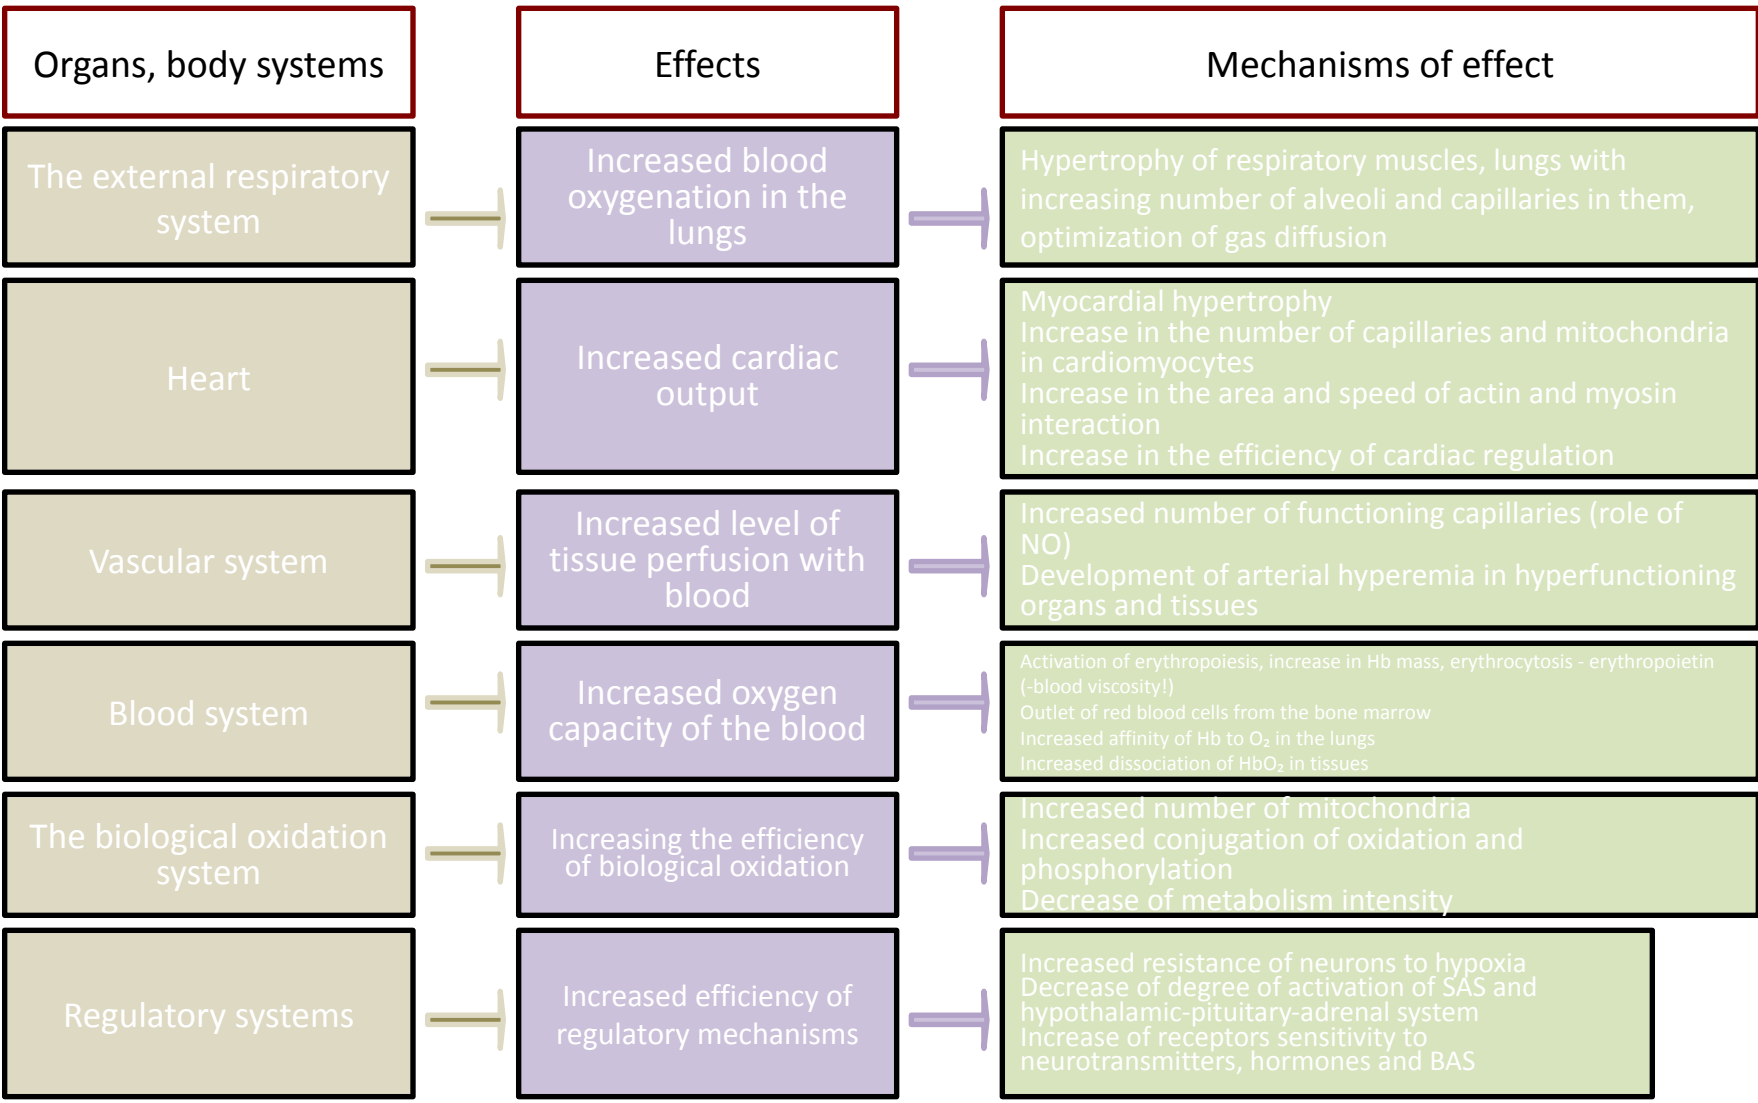 Organs, body systems
Effects
Mechanisms of effect
The external respiratory
system
Increased blood
oxygenation in the
lungs
Hypertrophy of respiratory muscles, lungs with
increasing number of alveoli and capillaries in them,
optimization of gas diffusion
Heart
Increased cardiac
output
Myocardial hypertrophy
Increase in the number of capillaries and mitochondria
in cardiomyocytes
Increase in the area and speed of actin and myosin
interaction
Increase in the efficiency of cardiac regulation
Vascular system
Increased level of
tissue perfusion with
blood
Increased number of functioning capillaries (role of
NO)
Development of arterial hyperemia in hyperfunctioning
organs and tissues
Blood system
Increased oxygen
capacity of the blood
Activation of erythropoiesis, increase in Hb mass, erythrocytosis - erythropoietin
(-blood viscosity!)
Outlet of red blood cells from the bone marrow
Increased affinity of Hb to O₂ in the lungs
Increased dissociation of HbO₂ in tissues
The biological oxidation
system
Increasing the efficiency
of biological oxidation
Increased number of mitochondria
Increased conjugation of oxidation and
phosphorylation
Decrease of metabolism intensity
Regulatory systems
Increased efficiency of
regulatory mechanisms
Increased resistance of neurons to hypoxia
Decrease of degree of activation of SAS and
hypothalamic-pituitary-adrenal system
Increase of receptors sensitivity to
neurotransmitters, hormones and BAS